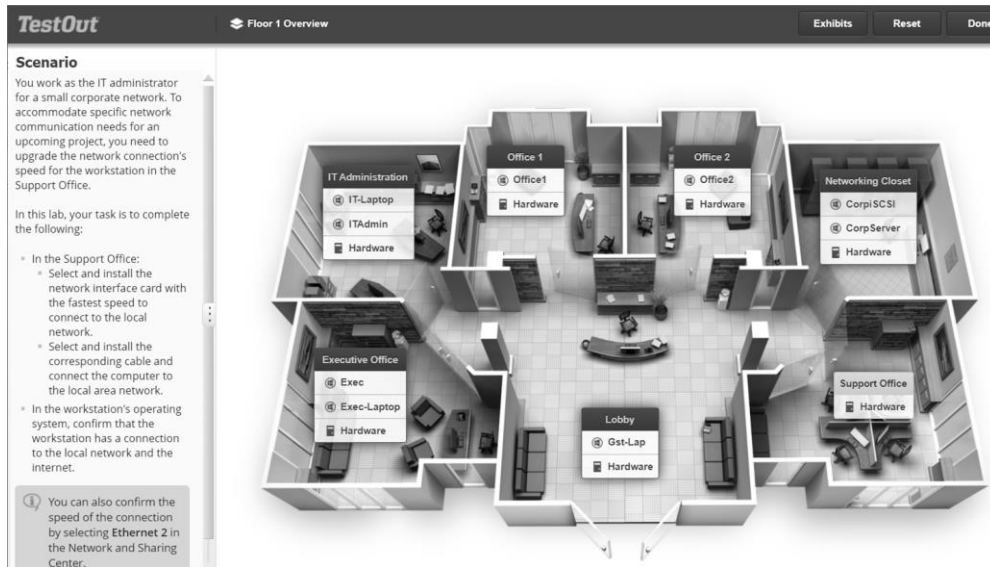 TestOut
Floor 1 Overview
Exhibits
Reset
Done
Scenario
You work as the IT administrator
for a small corporate network. To
accommodate specific network
communication needs for an
upcoming project, you need to
upgrade the network connection's
speed for the workstation in the
Support Office.
In this lab, your task is to complete
the following:
In the Support Office:
Select and install the
network interface card with
the fastest speed to
connect to the local
network.
Select and install the
corresponding cable and
connect the computer to
the local area network.
In the workstation's operating
system, confirm that the
workstation has a connection
to the local network and the
internet.
You can also confirm the
speed of the connection
by selecting Ethernet 2 in
the Network and Sharing
Center.
Office 1
Office1
Hardware
Office 2
Office2
Hardware
IT Administration
IT-Laptop
ITAdmin
Hardware
Networking Closet
CorpiSCSI
CorpServer
Hardware
Executive Office
Exec
Exec-Laptop
Hardware
Support Office
Hardware
Lobby
Gst-Lap
Hardware